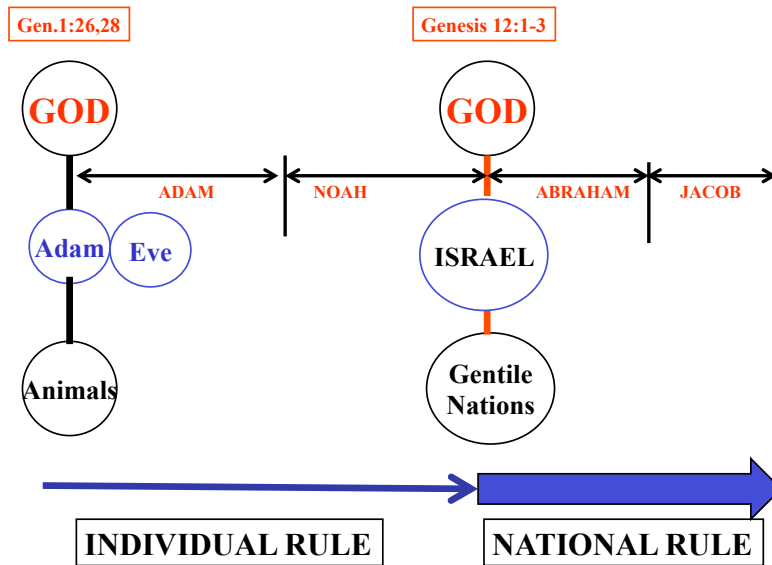 Gen.1:26,28
Genesis 12:1-3
GOD
GOD
ADAM
NOAH
ABRAHAM
JACOB
Adam
Eve
ISRAEL
Animals
Gentile
Nations
INDIVIDUAL RULE
NATIONAL RULE